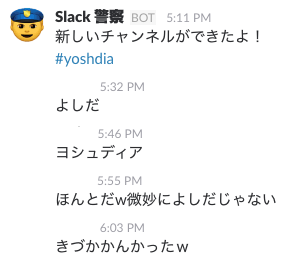 Slack 警察 BOT 5:11 PM
新しいチャンネルができたよ！
#yoshdia
5:32 PM
よしだ
5:46 PM
ヨシュディア
5:55 PM
ほんとだw微妙によしだじゃない
6:03 PM
きづかかんかったｗ